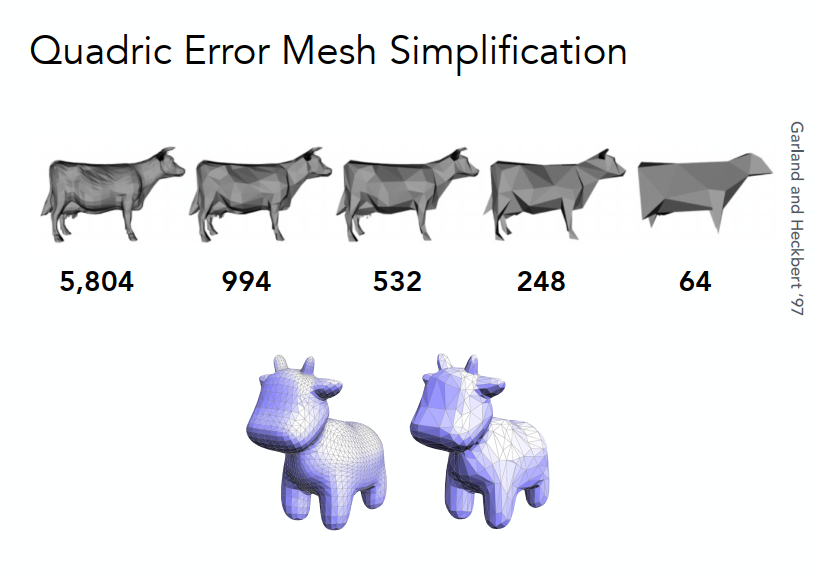 Quadric Error Mesh Simplification
5,804
994
532
248
64
Garland and Heckbert '97